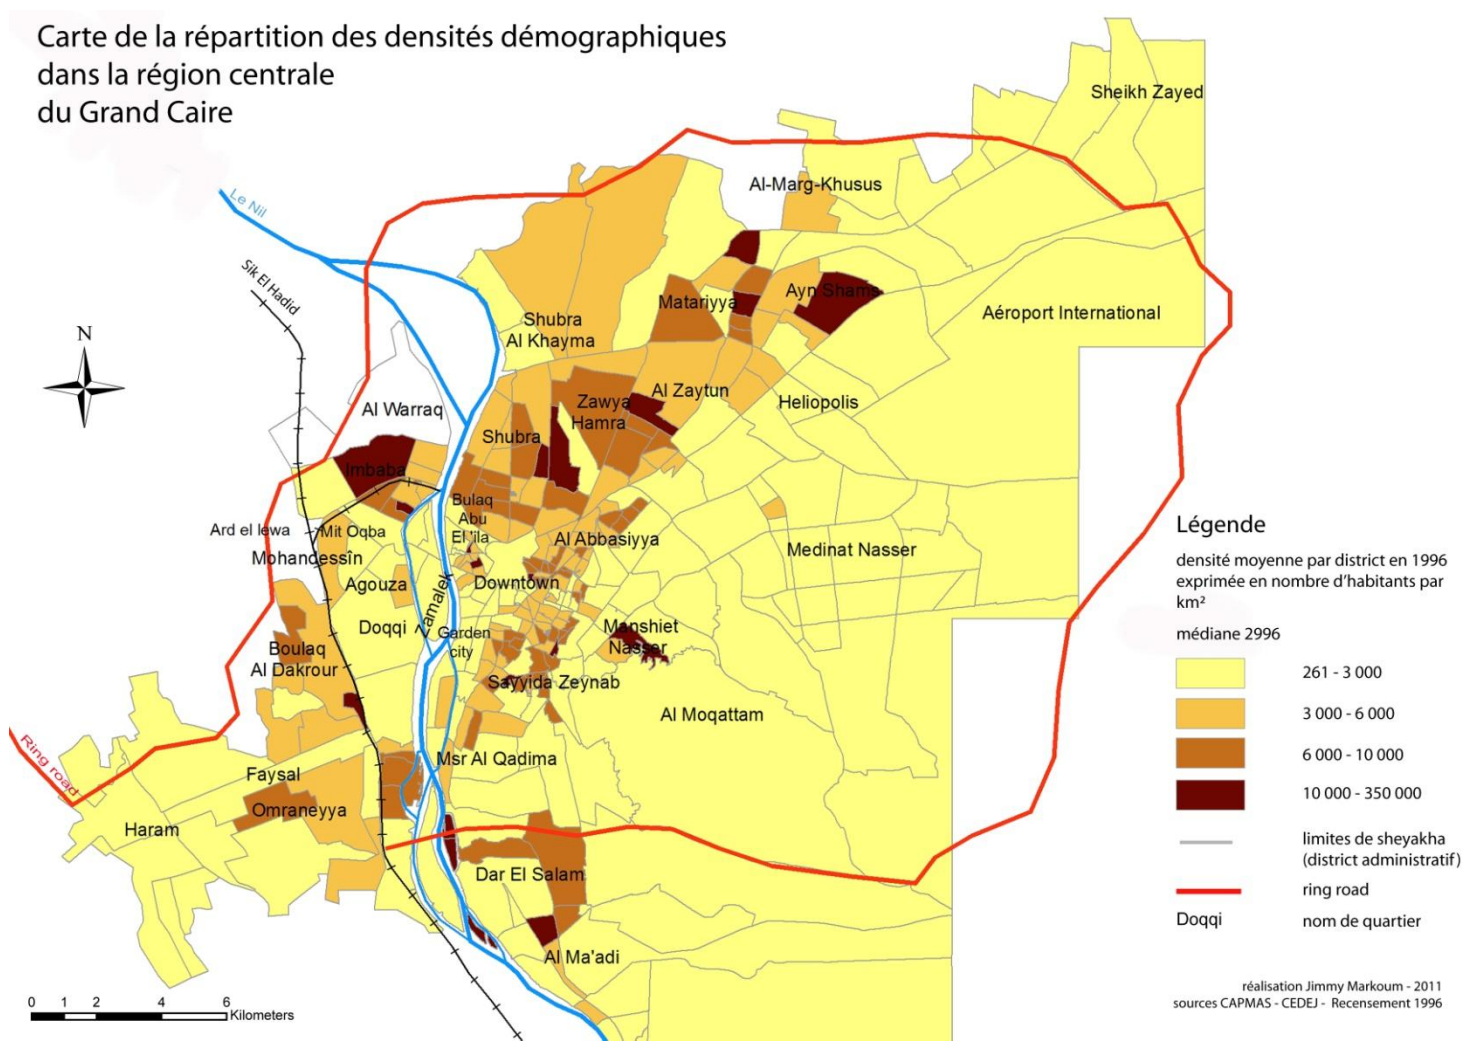 Carte de la répartition des densités démographiques
dans la région centrale
du Grand Caire
Sheikh Zayed
Al-Marg-Khusus
Le Nil
Sik El Hadid
N
Ayn Shams
Matariyya
Aéroport International
Shubra
Al Khayma
Al Zaytun
Zawya
Hamra
Heliopolis
Al Warraq
Shubra
Imbaba
Bulaq
Abu
El 'ila
Ard el lewa
Mit Oqba
Al Abbasiyya
Medinat Nasser
Mohandessîn
Agouza
Zamalek
Downtown
Doqqi
Garden
city
Manshiet
Nasser
Boulaq
Al Dakrour
Sayyida Zeynab
Al Moqattam
Ring road
Msr Al Qadima
Faysal
Omraneyya
Haram
Dar El Salam
Al Ma'adi
Légende
densité moyenne par district en 1996
exprimée en nombre d'habitants par
km²
médiane 2996
261 - 3 000
3 000 - 6 000
6 000 - 10 000
10 000 - 350 000
limites de sheyakha
(district administratif)
ring road
Doqqi nom de quartier
0 1 2 4 6
Kilometers
réalisation Jimmy Markoum - 2011
sources CAPMAS - CEDEJ - Recensement 1996